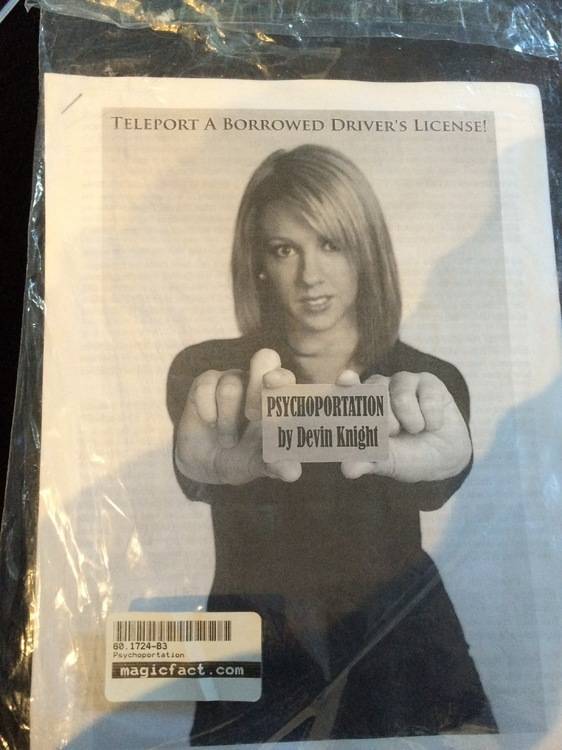 TELEPORT A BORROWED DRIVER'S LICENSE!
PSYCHOPORTATION
by Devin Knight
60.1724-B3
Psychoportation
magicfact.com